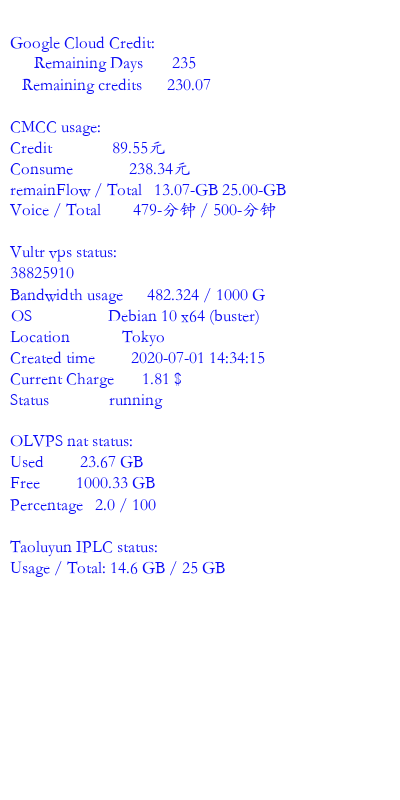 Google Cloud Credit:
Remaining Days 235
Remaining credits 230.07
CMCC usage:
Credit 89.55元
Consume 238.34元
remainFlow / Total 13.07-GB 25.00-GB
Voice / Total 479-分钟 / 500-分钟
Vultr vps status:
38825910
Bandwidth usage 482.324 / 1000 G
OS Debian 10 x64 (buster)
Location Tokyo
Created time 2020-07-01 14:34:15
Current Charge 1.81 $
Status running
OLVPS nat status:
Used 23.67 GB
Free 1000.33 GB
Percentage 2.0 / 100
Taoluyun IPLC status:
Usage / Total: 14.6 GB / 25 GB